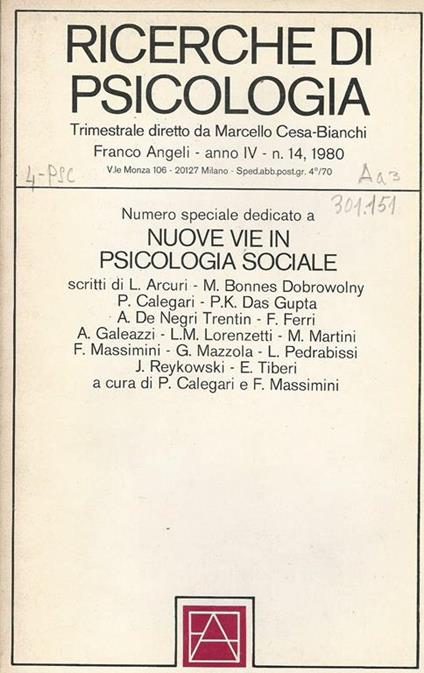 RICERCHE DI
PSICOLOGIA
Trimestrale diretto da Marcello Cesa-Bianchi
Franco Angeli - anno IV - n. 14, 1980
V.le Monza 106 - 20127 Milano - Sped.abb.post.gr. 4°/70
4-PSC
Aa3
301.151
Numero speciale dedicato a
NUOVE VIE IN
PSICOLOGIA SOCIALE
scritti di L. Arcuri - M. Bonnes Dobrowolny
P. Calegari - P.K. Das Gupta
A. De Negri Trentin - F. Ferri
A. Galeazzi - L.M. Lorenzetti - M. Martini
F. Massimini - G. Mazzola - L. Pedrabissi
J. Reykowski - E. Tiberi
a cura di P. Calegari e F. Massimini